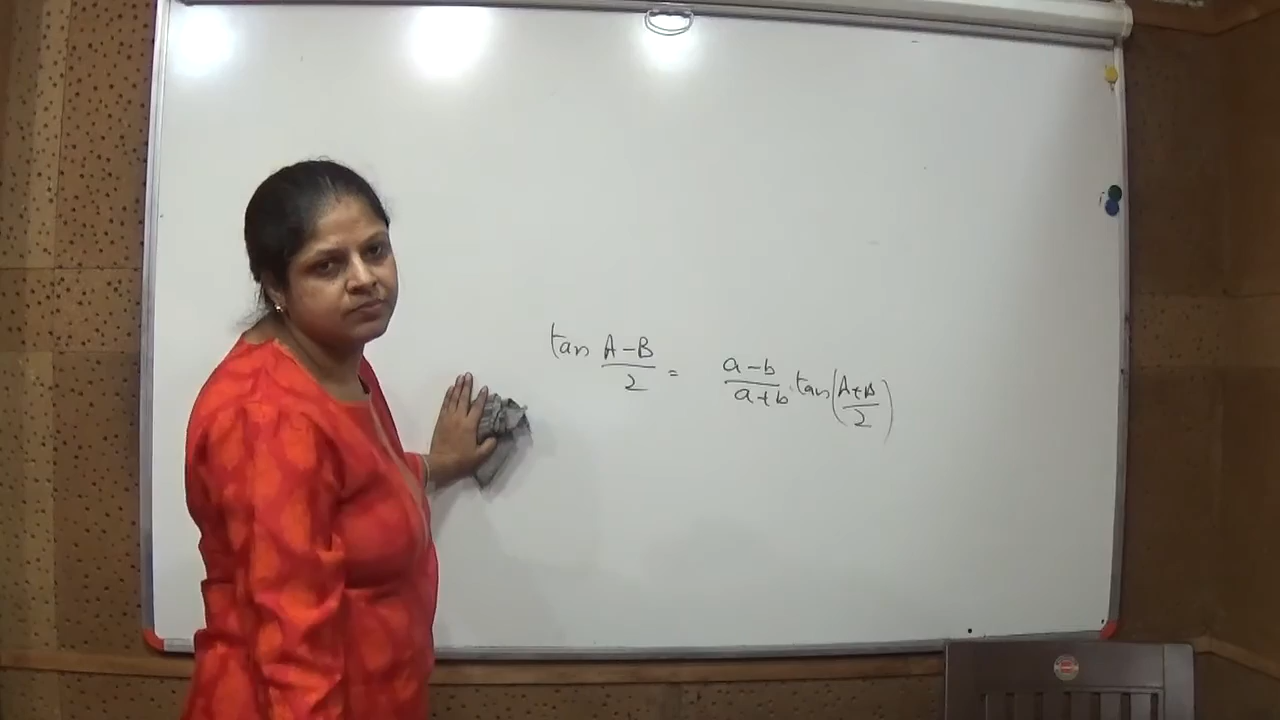 tan (A-B)/2 = (a-b)/(a+b) · tan((A+B)/2)